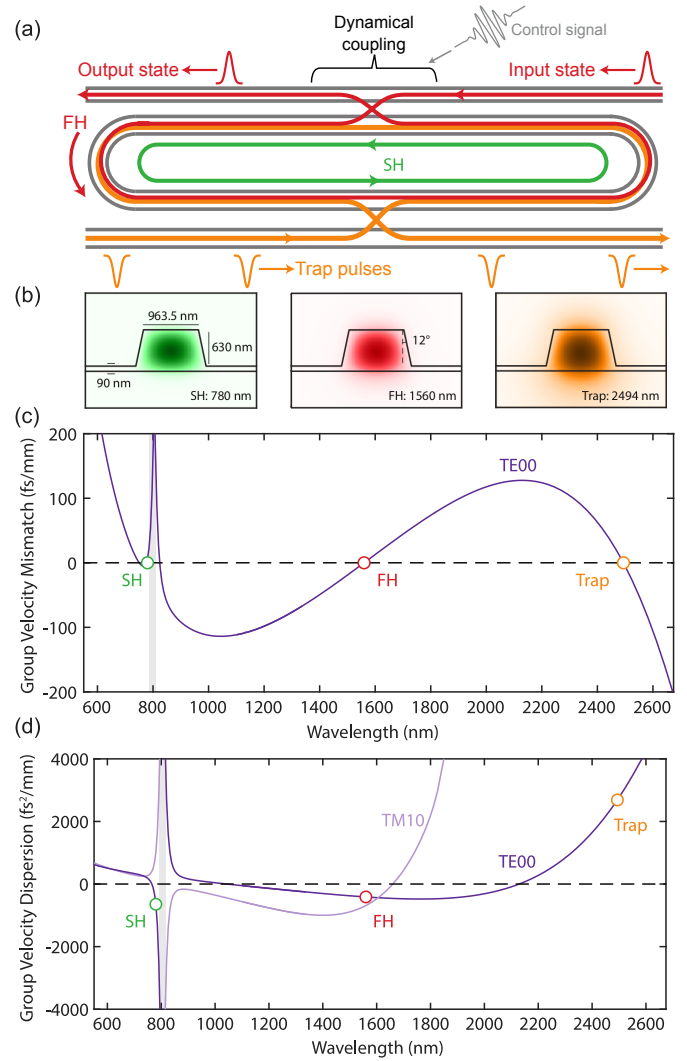 (a)
Dynamical
coupling
Control signal
Output state
Input state
FH
SH
Trap pulses
(b)
963.5 nm
630 nm
90 nm
SH: 780 nm
12°
FH: 1560 nm
Trap: 2494 nm
(c)
Group Velocity Mismatch (fs/mm)
200
100
0
-100
-200
TE00
SH
FH
Trap
600 800 1000 1200 1400 1600 1800 2000 2200 2400 2600
Wavelength (nm)
(d)
Group Velocity DIspersion (fs²/mm)
4000
2000
0
-2000
-4000
TM10
TE00
Trap
SH
FH
600 800 1000 1200 1400 1600 1800 2000 2200 2400 2600
Wavelength (nm)